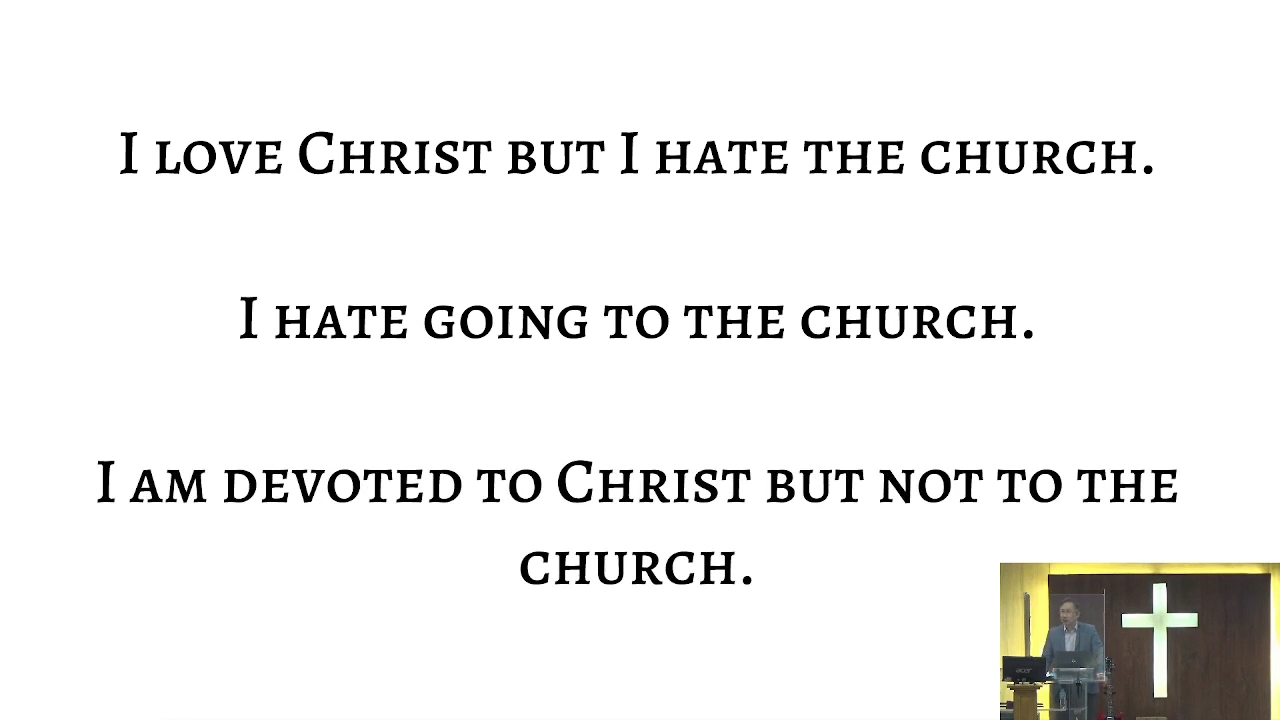 I love Christ but I hate the church.
I hate going to the church.
I am devoted to Christ but not to the
church.
acer